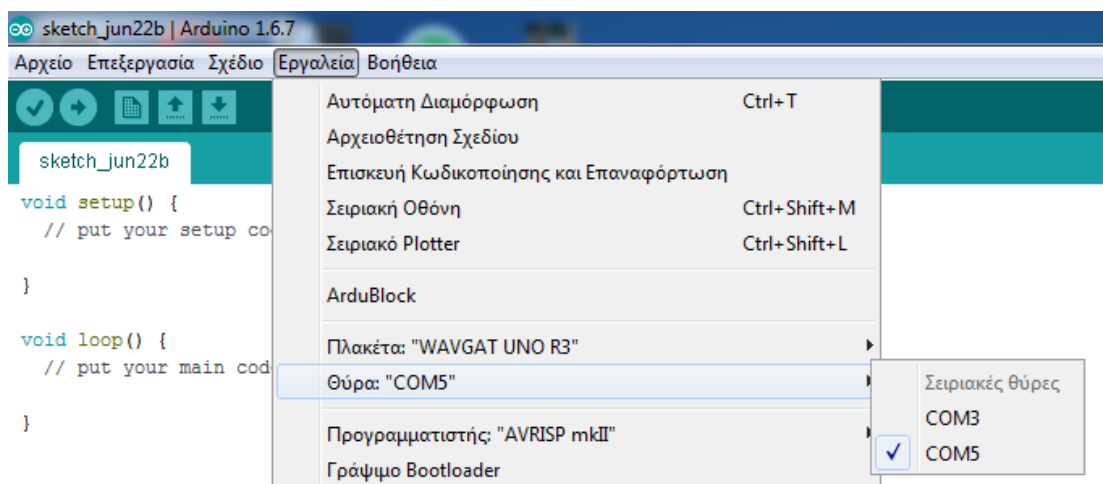 sketch_jun22b | Arduino 1.6.7
Αρχείο Επεξεργασία Σχέδιο Εργαλεία Βοήθεια
Αυτόματη Διαμόρφωση Ctrl+T
Αρχειοθέτηση Σχεδίου
Επισκευή Κωδικοποίησης και Επαναφόρτωση
Σειριακή Οθόνη Ctrl+Shift+M
Σειριακό Plotter Ctrl+Shift+L
ArduBlock
Πλακέτα: "WAVGAT UNO R3"
Θύρα: "COM5"
Προγραμματιστής: "AVRISP mkII"
Γράψιμο Bootloader
Σειριακές θύρες
COM3
COM5
sketch_jun22b
void setup() {
// put your setup co
}
void loop() {
// put your main cod
}